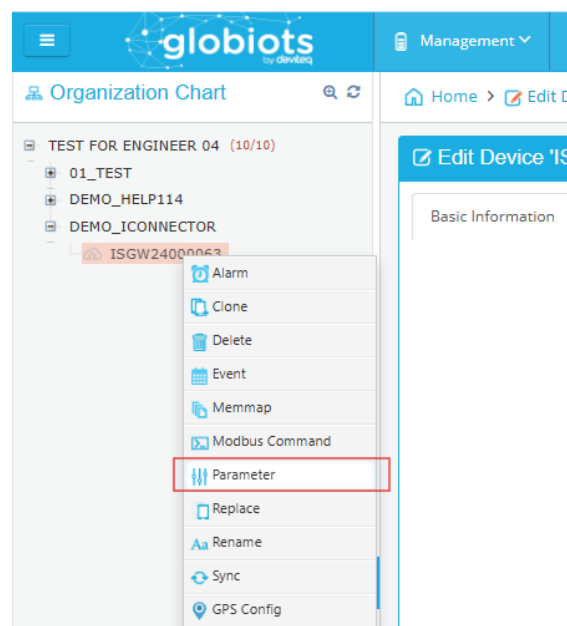 globiots
by deviteq
Management
Organization Chart
Home > Edit D
TEST FOR ENGINEER 04 (10/10)
01_TEST
DEMO_HELP114
DEMO_ICONNECTOR
ISGW24000063
Edit Device 'IS
Basic Information
Alarm
Clone
Delete
Event
Memmap
Modbus Command
Parameter
Replace
Aa Rename
Sync
GPS Config